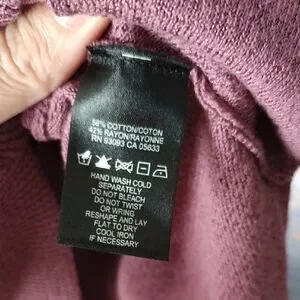 58% COTTON/COTON
42% RAYON/RAYONNE
RN 93093 CA 05633
HAND WASH COLD
SEPARATELY
DO NOT BLEACH
DO NOT TWIST
OR WRING
RESHAPE AND LAY
FLAT TO DRY
COOL IRON
IF NECESSARY